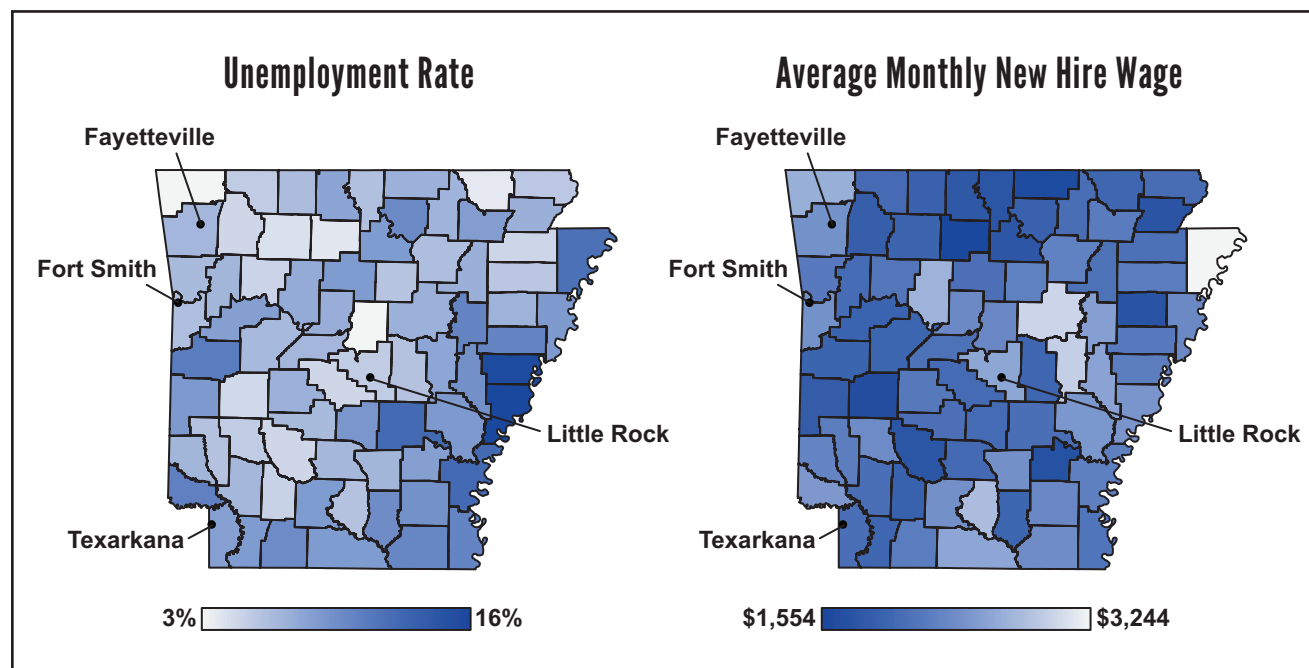 Unemployment Rate
Fayetteville
Fort Smith
Little Rock
Texarkana
3%
16%
Average Monthly New Hire Wage
Fayetteville
Fort Smith
Little Rock
Texarkana
$1,554
$3,244